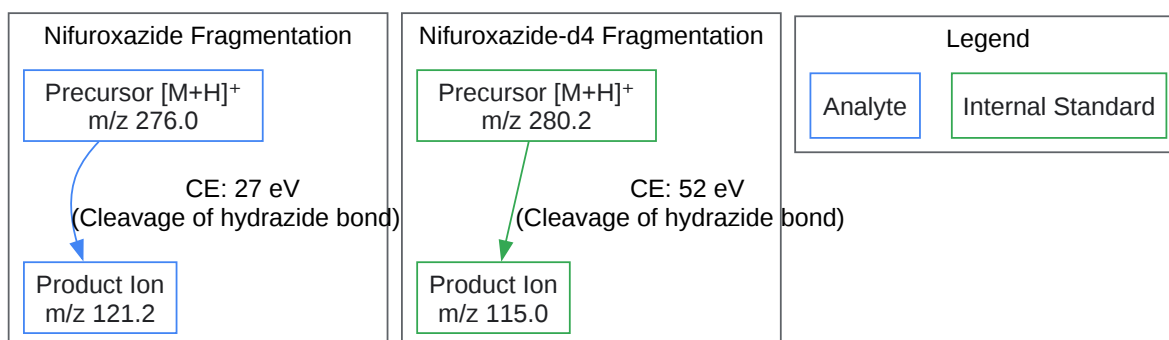 Nifuroxazide Fragmentation
Precursor [M+H]⁺
m/z 276.0
CE: 27 eV
(Cleavage of hydrazide bond)
Product Ion
m/z 121.2
Nifuroxazide-d4 Fragmentation
Precursor [M+H]⁺
m/z 280.2
CE: 52 eV
(Cleavage of hydrazide bond)
Product Ion
m/z 115.0
Legend
Analyte
Internal Standard